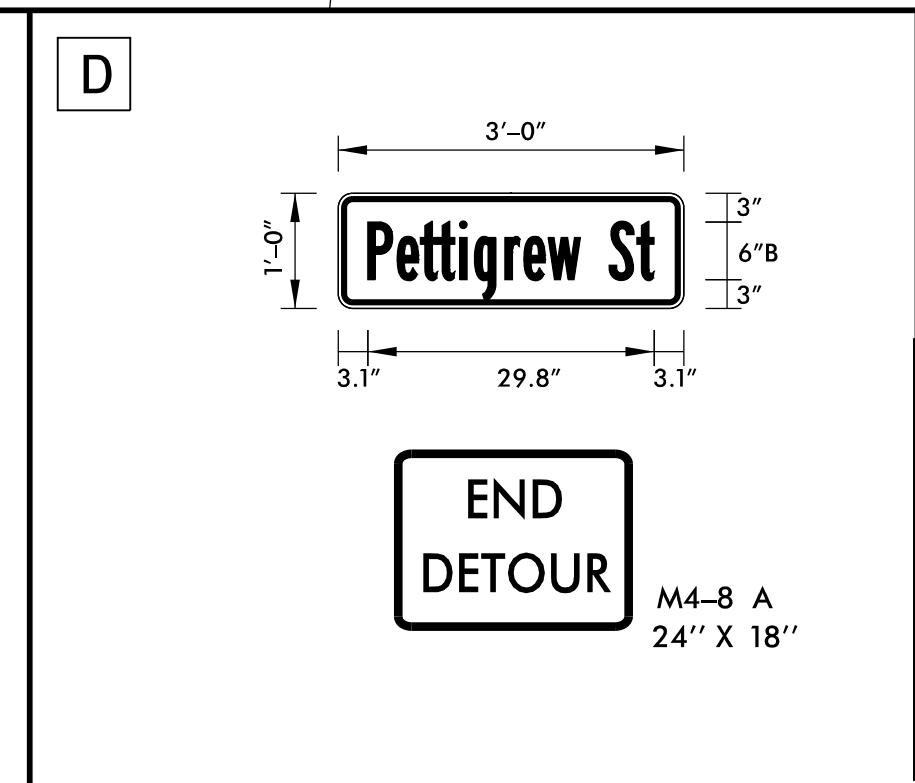 D
3′–0″
1′–0″
Pettigrew St
3″
6″B
3″
3.1″
29.8″
3.1″
END
DETOUR
M4–8 A
24′′ X 18′′